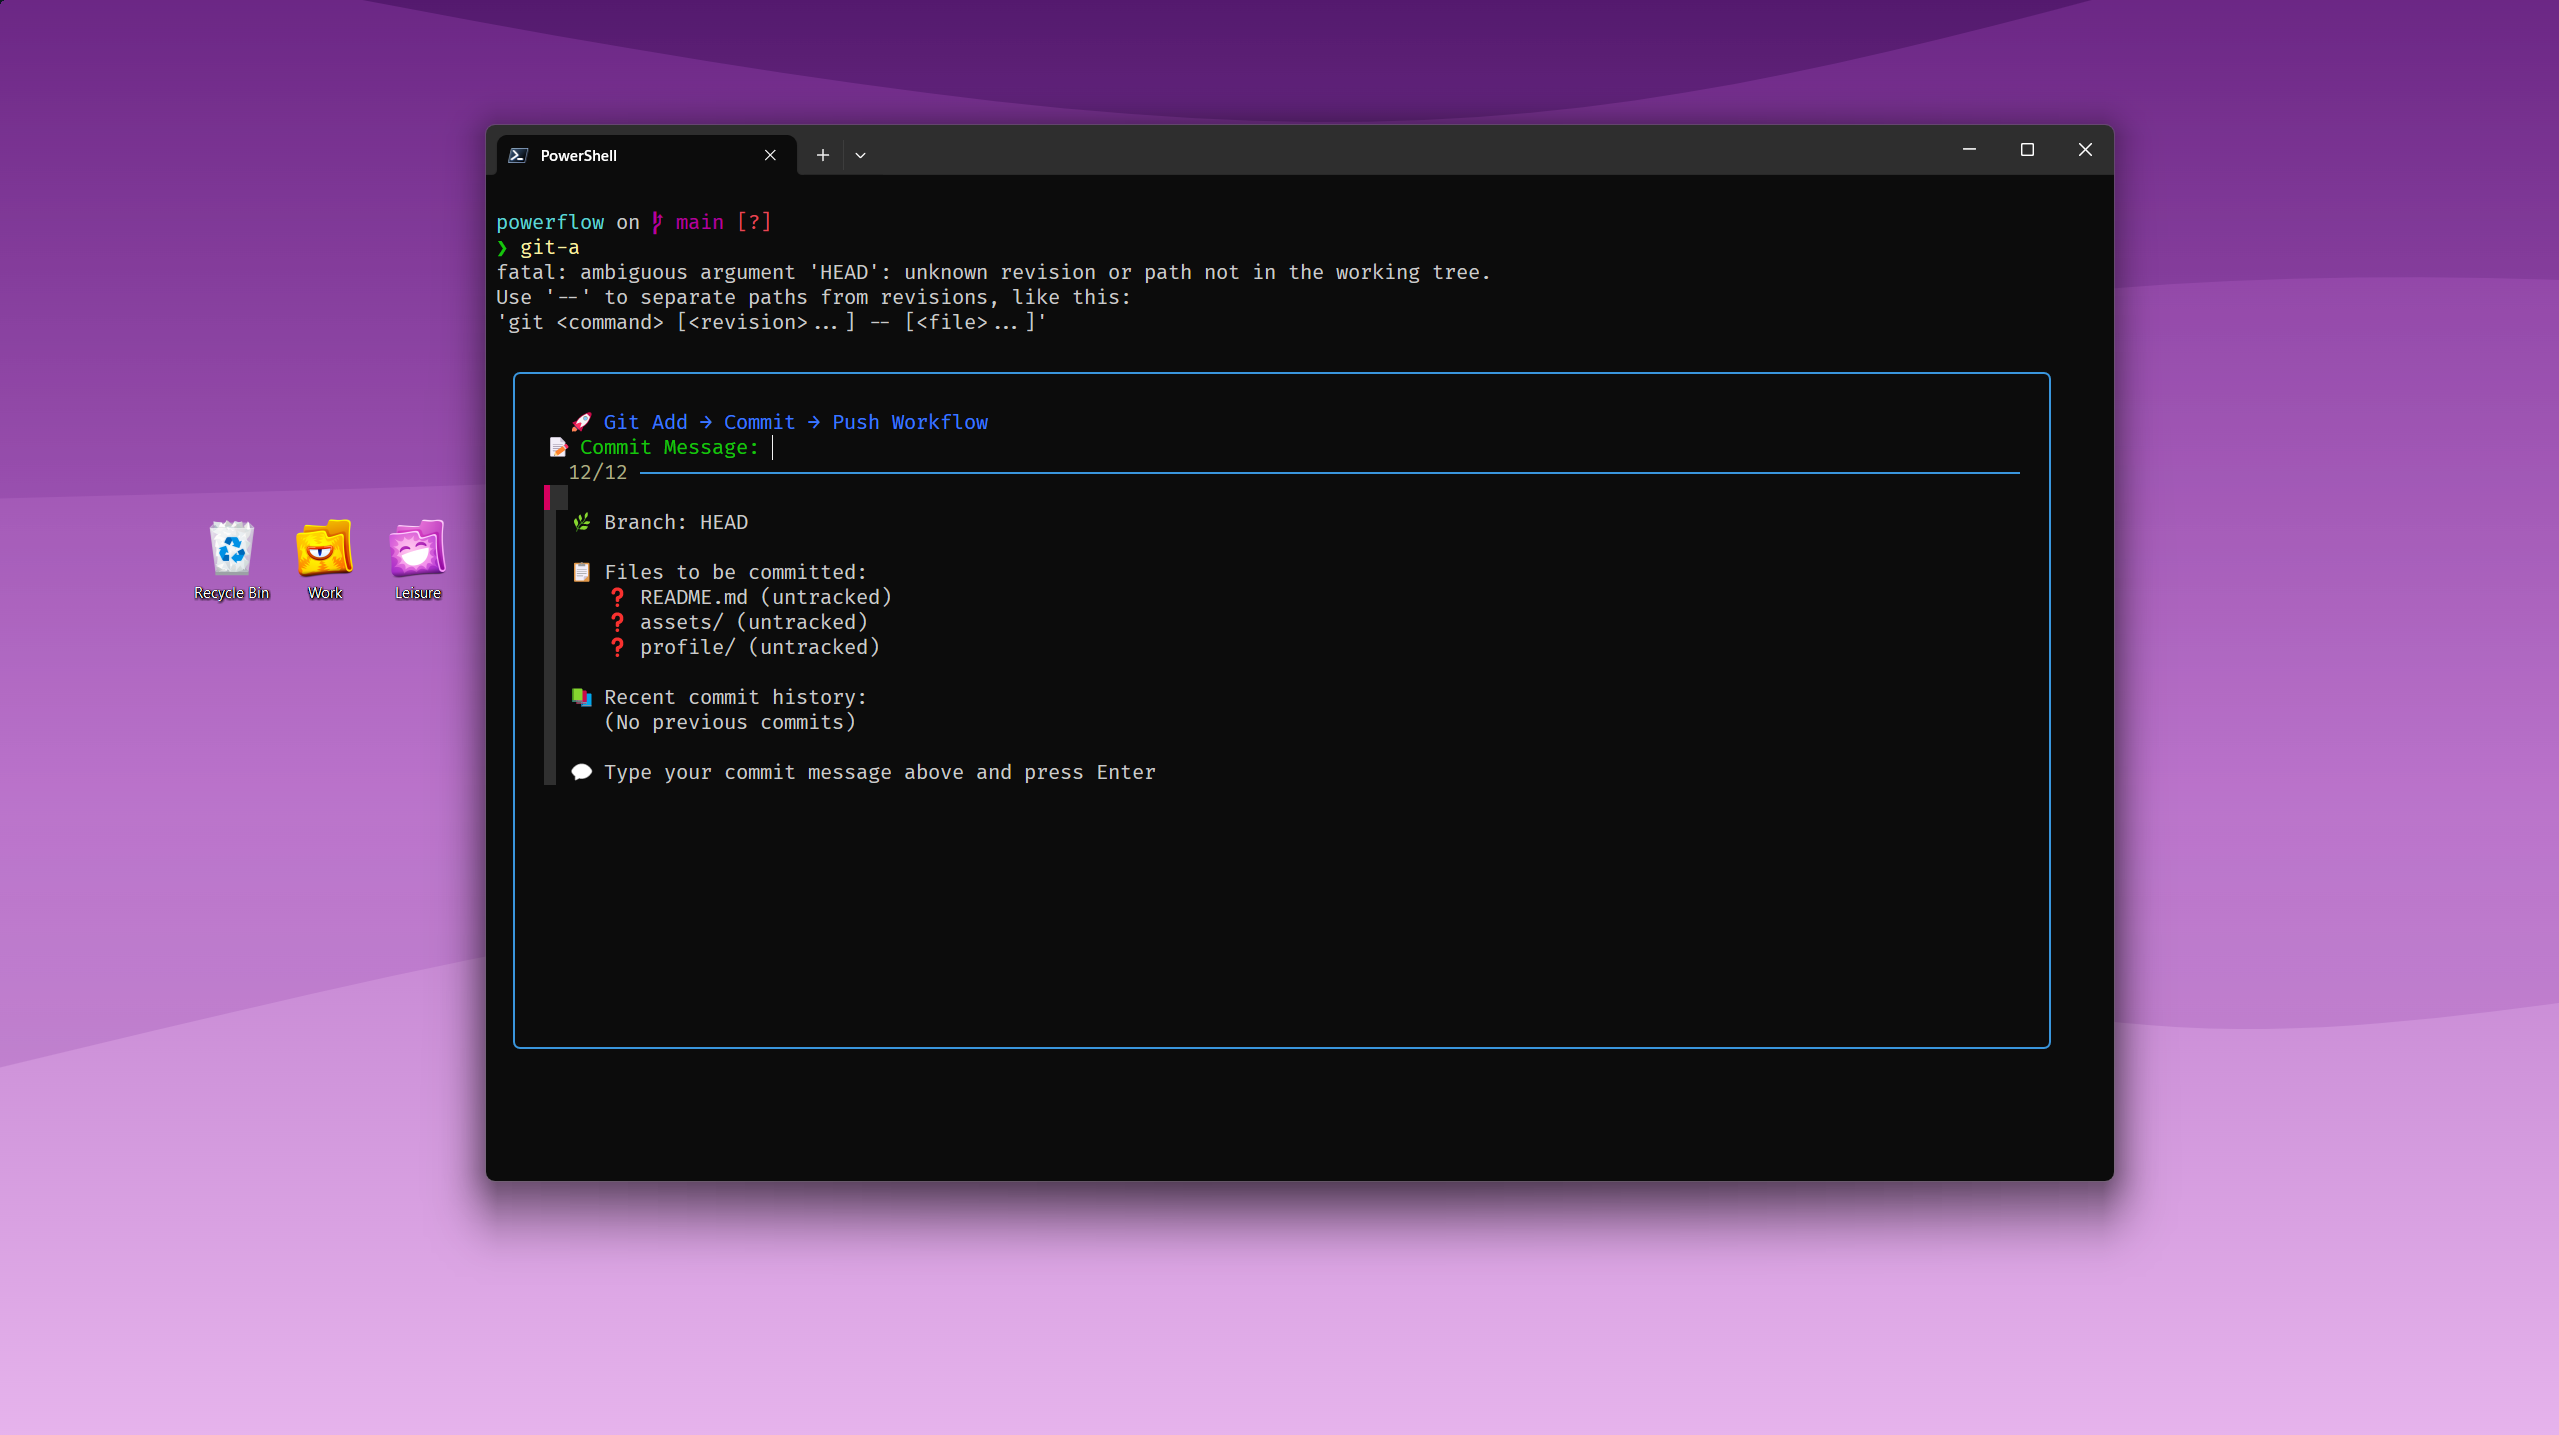 PowerShell
powerflow on main [?]
❯ git-a
fatal: ambiguous argument 'HEAD': unknown revision or path not in the working tree.
Use '--' to separate paths from revisions, like this:
'git <command> [<revision>...] -- [<file>...]'
🚀 Git Add → Commit → Push Workflow
📝 Commit Message:
12/12
🌿 Branch: HEAD
📋 Files to be committed:
❓ README.md (untracked)
❓ assets/ (untracked)
❓ profile/ (untracked)
📚 Recent commit history:
(No previous commits)
💬 Type your commit message above and press Enter
Recycle Bin
Work
Leisure